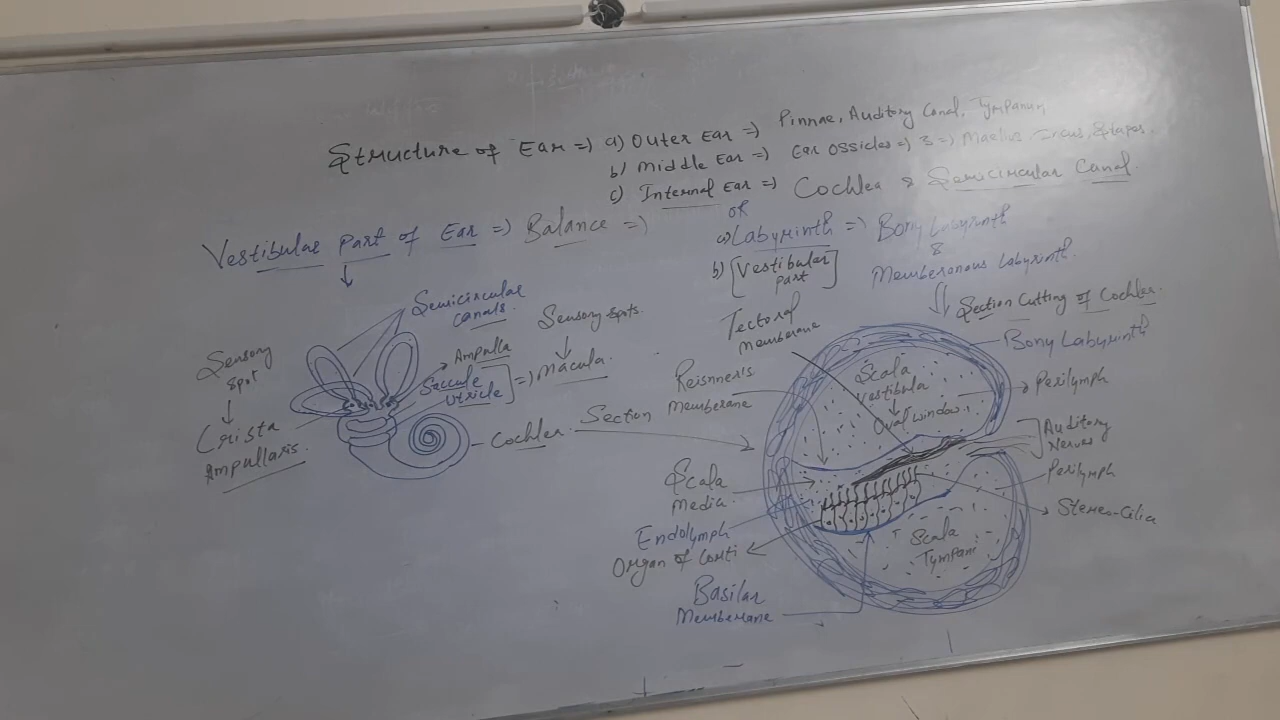 Structure of Ear => a) Outer Ear => Pinnae, Auditory Canal, Tympanum
b) Middle Ear => Ear Ossicles => 3 => Maelus Incus, Stapes.
c) Internal Ear => Cochlea & Semicircular Canal.
or
a) Labyrinth => Bony Labyrinth
&
Memberonous Labyrinth.
b) [Vestibular
part]
Vestibular Part of Ear => Balance =>
Semicircular
Canals.
Sensory Spots.
Ampulla
Saccule
Utricle
=> Macula.
Sensory
Spot
Crista
Ampullaris.
Cochlea. Section
Section Cutting of Cochlea.
Tectoral
Memberane
Bony Labyrinth
Reisnner's
Memberane
Scala
Vestibula
Oval window.
Perilymph
Auditory
Nerves
Perilymph
Scala
Media
Stereo-Cilia
Endolymph
Organ of Corti
Scala
Tympani
Basilar
Memberane